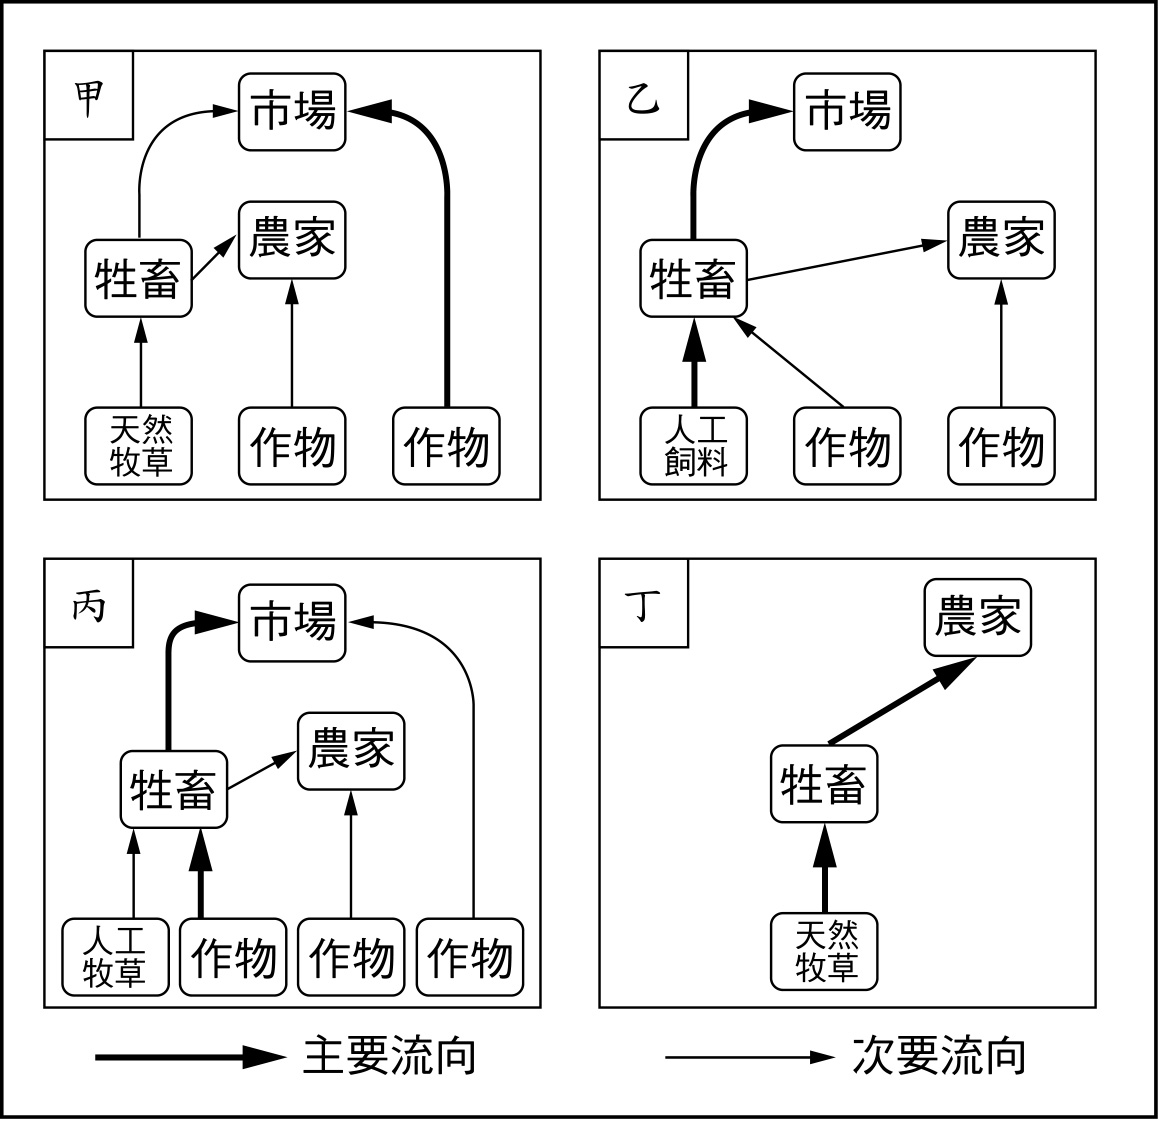 甲
市場
農家
牲畜
天然
牧草
作物
作物
乙
市場
農家
牲畜
人工
飼料
作物
作物
丙
市場
農家
牲畜
人工
牧草
作物
作物
作物
丁
農家
牲畜
天然
牧草
主要流向
次要流向